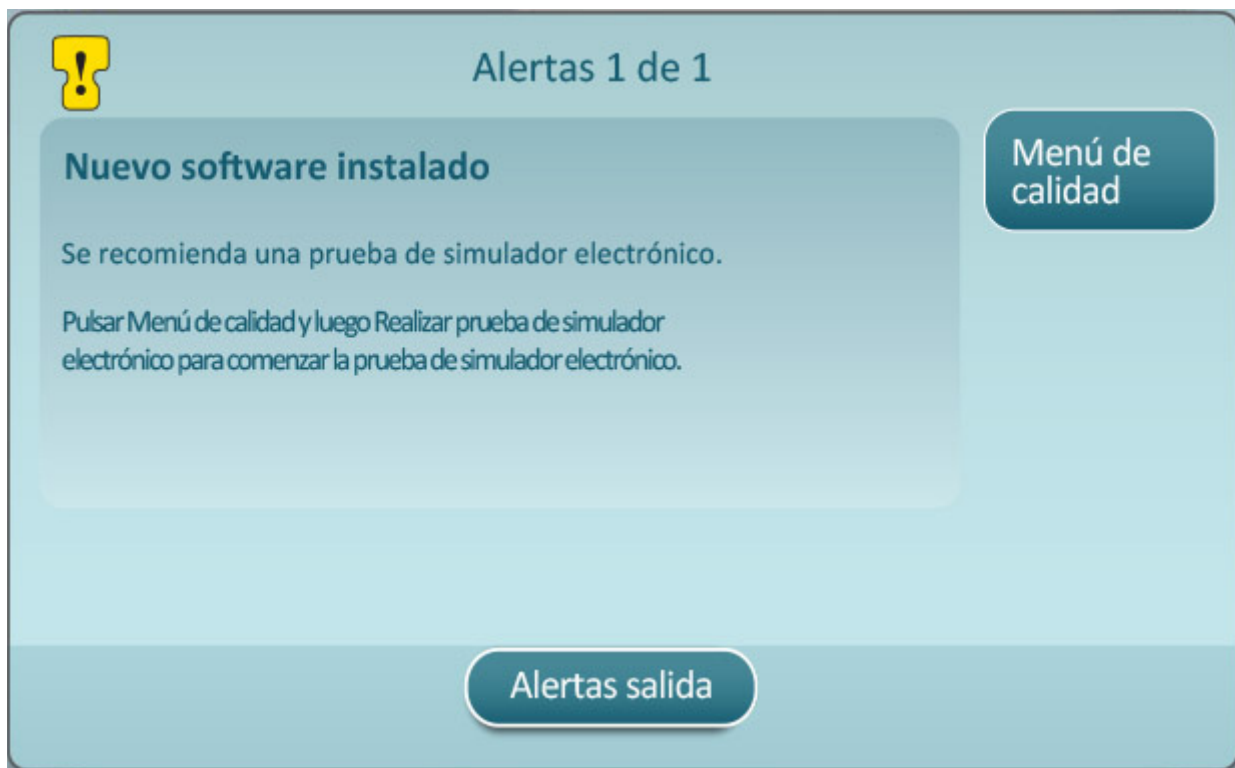 Alertas 1 de 1
Nuevo software instalado
Menú de
calidad
Se recomienda una prueba de simulador electrónico.
Pulsar Menú de calidad y luego Realizar prueba de simulador
electrónico para comenzar la prueba de simulador electrónico.
Alertas salida